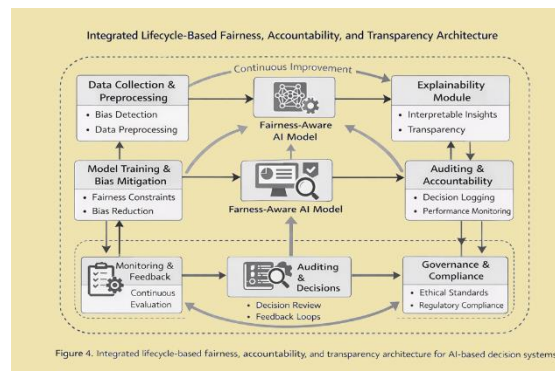 Integrated Lifecycle-Based Fairness, Accountability, and Transparency Architecture
Continuous Improvement
Data Collection &
Preprocessing
• Bias Detection
• Data Preprocessing
Fairness-Aware
AI Model
Explainability
Module
• Interpretable Insights
• Transparency
Model Training &
Bias Mitigation
• Fairness Constraints
• Bias Reduction
Farness-Aware AI Model
Auditing &
Accountability
• Decision Logging
• Performance Monitoring
Monitoring &
Feedback
Continuous
Evaluation
Auditing
&
Decisions
• Decision Review
• Feedback Loops
Governance &
Compliance
• Ethical Standards
• Regulatory Compliance
Figure 4. Integrated lifecycle-based fairness, accountability, and transparency architecture for AI-based decision systems